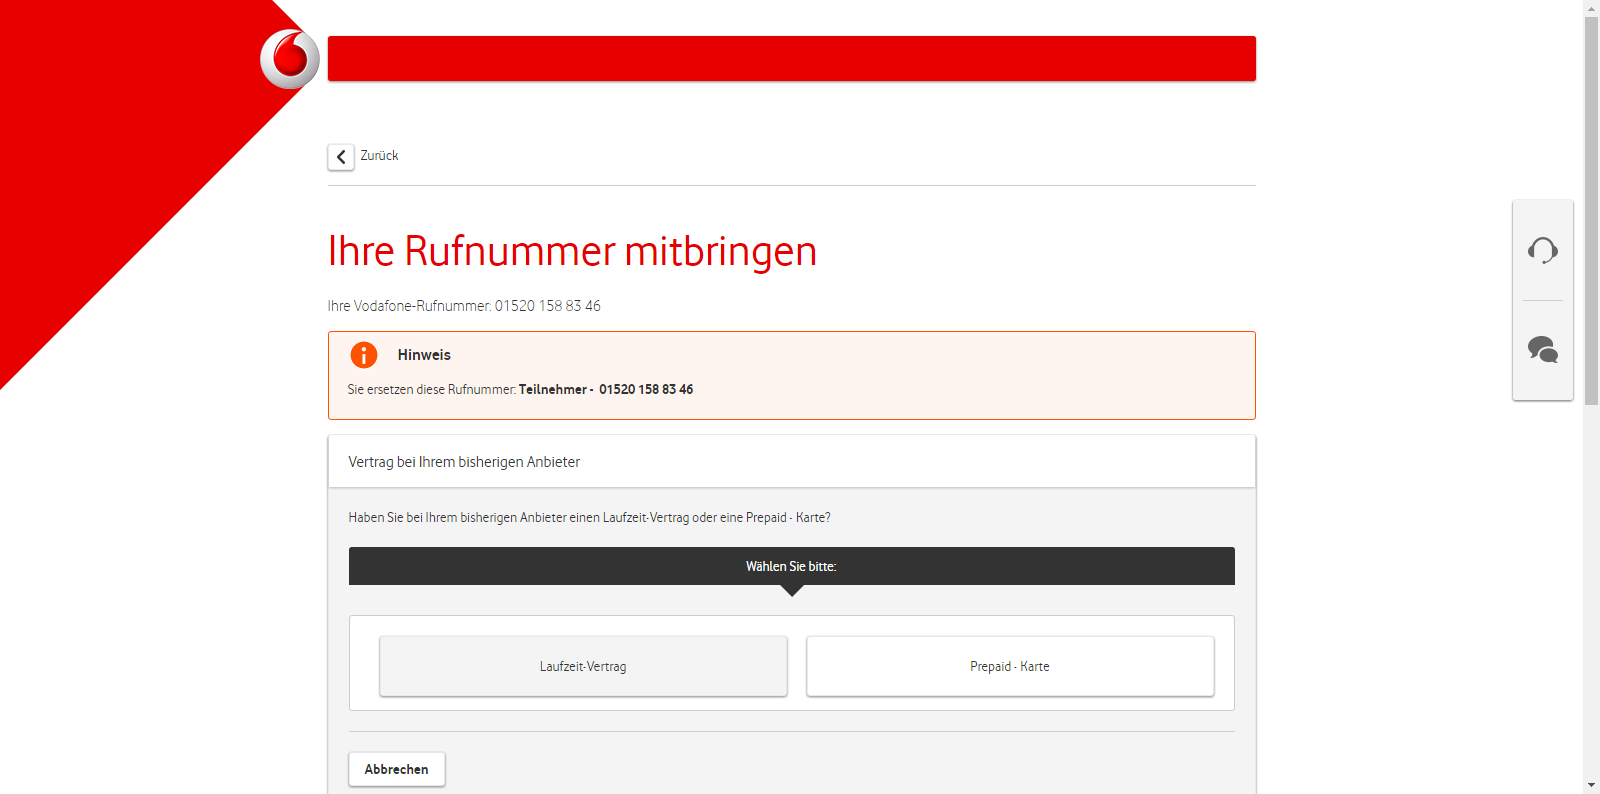 Zurück
Ihre Rufnummer mitbringen
Ihre Vodafone-Rufnummer: 01520 158 83 46
Hinweis
Sie ersetzen diese Rufnummer: Teilnehmer - 01520 158 83 46
Vertrag bei Ihrem bisherigen Anbieter
Haben Sie bei Ihrem bisherigen Anbieter einen Laufzeit-Vertrag oder eine Prepaid - Karte?
Wählen Sie bitte:
Laufzeit-Vertrag
Prepaid - Karte
Abbrechen